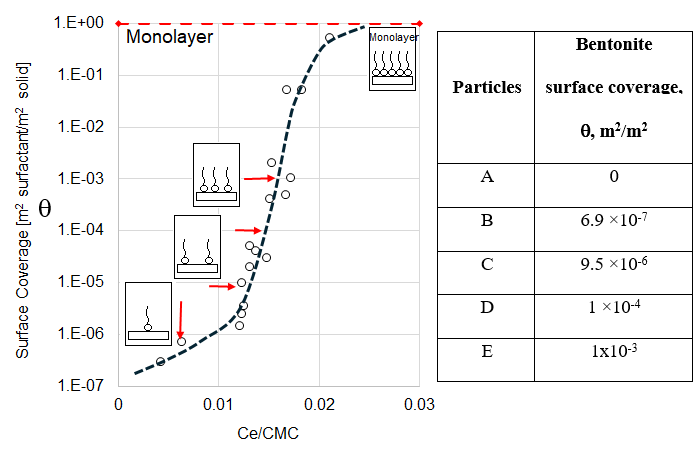 Surface Coverage [m² surfactant/m² solid]
θ
1.E+00
1.E-01
1.E-02
1.E-03
1.E-04
1.E-05
1.E-06
1.E-07
Monolayer
Monolayer
0
0.01
0.02
0.03
Ce/CMC
Particles
Bentonite
surface coverage,
θ, m²/m²
A 0
B 6.9 ×10⁻⁷
C 9.5 ×10⁻⁶
D 1 ×10⁻⁴
E 1x10⁻³